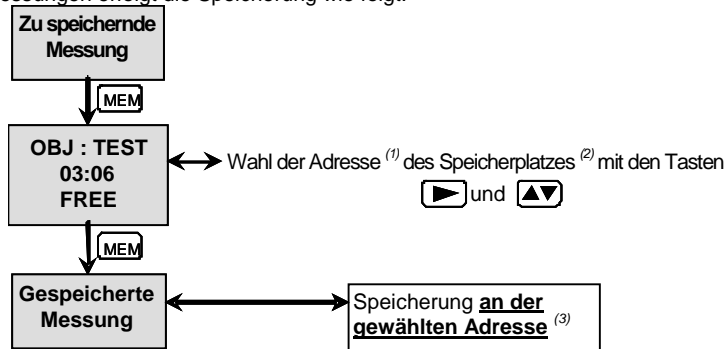 essungen erfolgt die Speicherung wie folgt:
Zu speichernde
Messung
MEM
OBJ : TEST
03:06
FREE
Wahl der Adresse (1) des Speicherplatzes (2) mit den Tasten
und
MEM
Gespeicherte
Messung
Speicherung an der
gewählten Adresse (3)